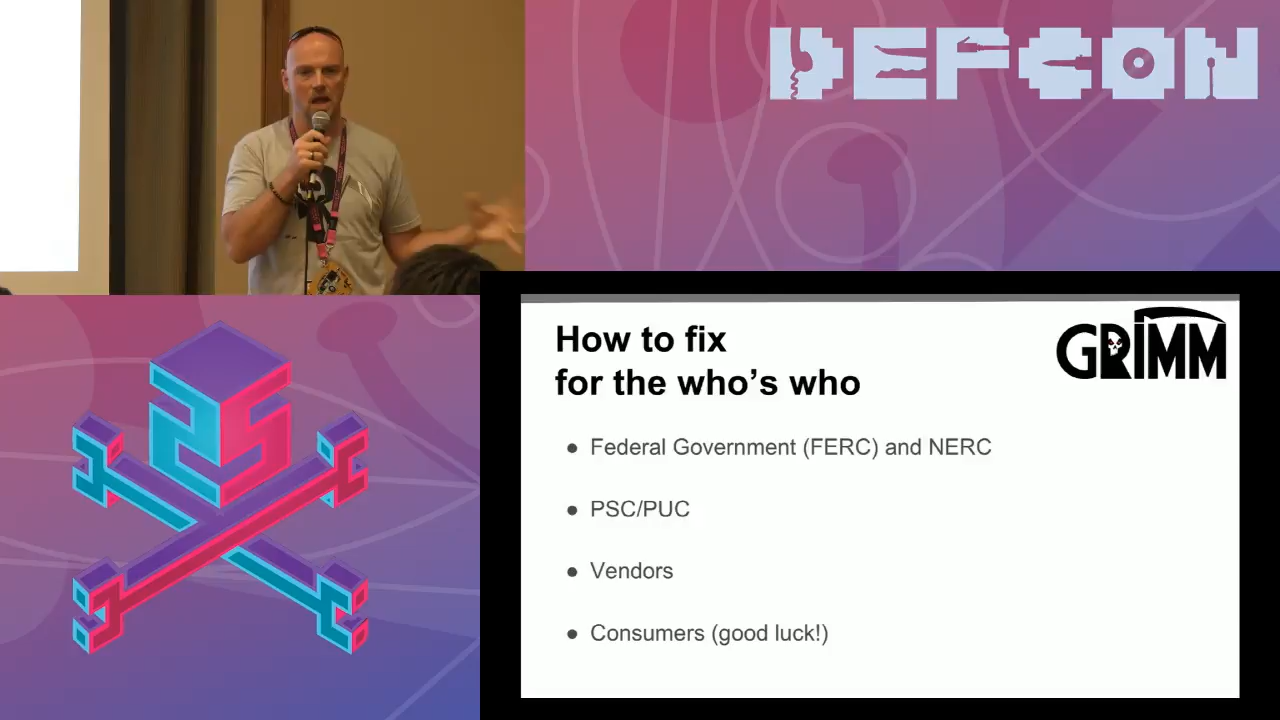 DEFCON
How to fix
for the who's who
GRIMM
● Federal Government (FERC) and NERC
● PSC/PUC
● Vendors
● Consumers (good luck!)